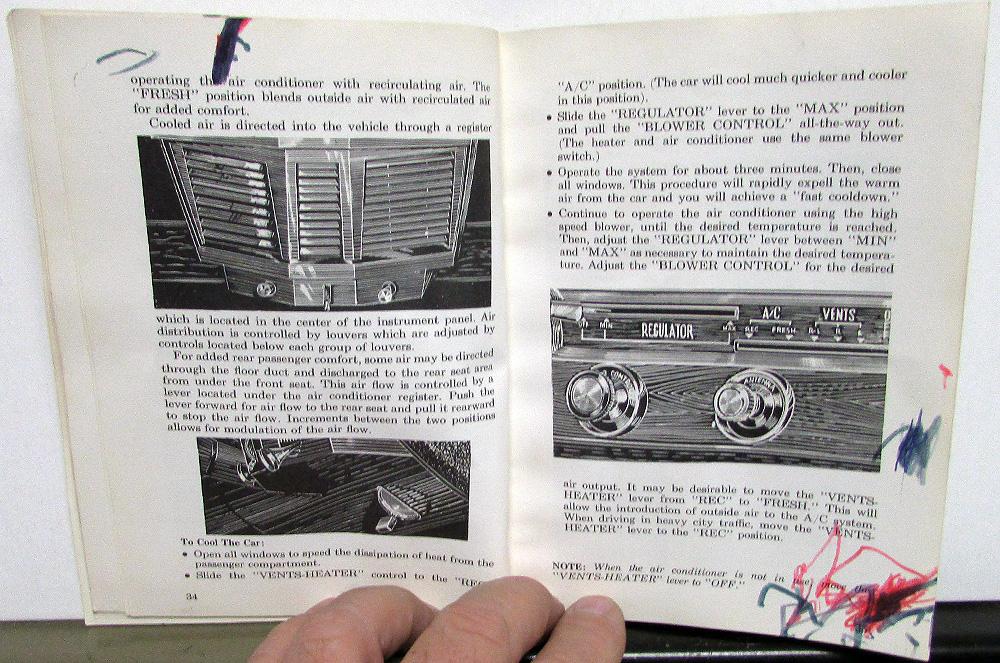 operating the air conditioner with recirculating air. The
"FRESH" position blends outside air with recirculated air
for added comfort.
Cooled air is directed into the vehicle through a register
which is located in the center of the instrument panel. Air
distribution is controlled by louvers which are adjusted by
controls located below each group of louvers.
For added rear passenger comfort, some air may be directed
through the floor duct and discharged to the rear seat area
from under the front seat. This air flow is controlled by a
lever located under the air conditioner register. Push the
lever forward for air flow to the rear seat and pull it rearward
to stop the air flow. Increments between the two positions
allows for modulation of the air flow.
To Cool The Car:
• Open all windows to speed the dissipation of heat from the
passenger compartment.
• Slide the "VENTS-HEATER" control to the "REC
34
"A/C" position. (The car will cool much quicker and cooler
in this position).
• Slide the "REGULATOR" lever to the "MAX" position
and pull the "BLOWER CONTROL" all-the-way out.
(The heater and air conditioner use the same blower
switch.)
• Operate the system for about three minutes. Then, close
all windows. This procedure will rapidly expell the warm
air from the car and you will achieve a "fast cooldown."
• Continue to operate the air conditioner using the high
speed blower, until the desired temperature is reached.
Then, adjust the "REGULATOR" lever between "MIN"
and "MAX" as necessary to maintain the desired tempera-
ture. Adjust the "BLOWER CONTROL" for the desired
A/C VENTS
MIN REGULATOR MAX REC FRESH
CONT
ANTENNA
air output. It may be desirable to move the "VENTS-
HEATER" lever from "REC" to "FRESH." This will
allow the introduction of outside air to the A/C system.
When driving in heavy city traffic, move the "VENTS-
HEATER" lever to the "REC" position.
NOTE: When the air conditioner is not in use, move the
"VENTS-HEATER" lever to "OFF."